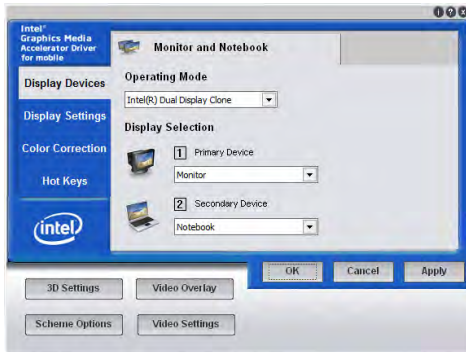 Intel®
Graphics Media
Accelerator Driver
for mobile
Monitor and Notebook
Display Devices
Display Settings
Color Correction
Hot Keys
intel
Operating Mode
Intel(R) Dual Display Clone
Display Selection
1 Primary Device
Monitor
2 Secondary Device
Notebook
OK
Cancel
Apply
3D Settings
Video Overlay
Scheme Options
Video Settings